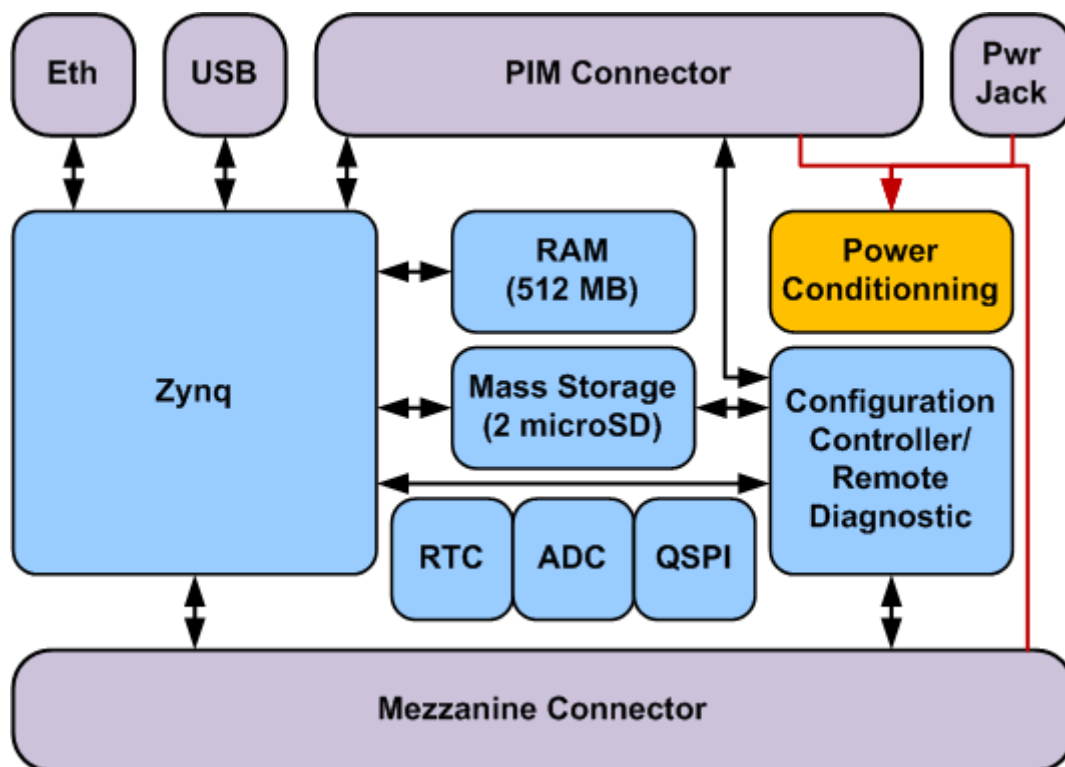 Eth
USB
PIM Connector
Pwr
Jack
RAM
(512 MB)
Power
Conditionning
Zynq
Mass Storage
(2 microSD)
Configuration
Controller/
Remote
Diagnostic
RTC
ADC
QSPI
Mezzanine Connector